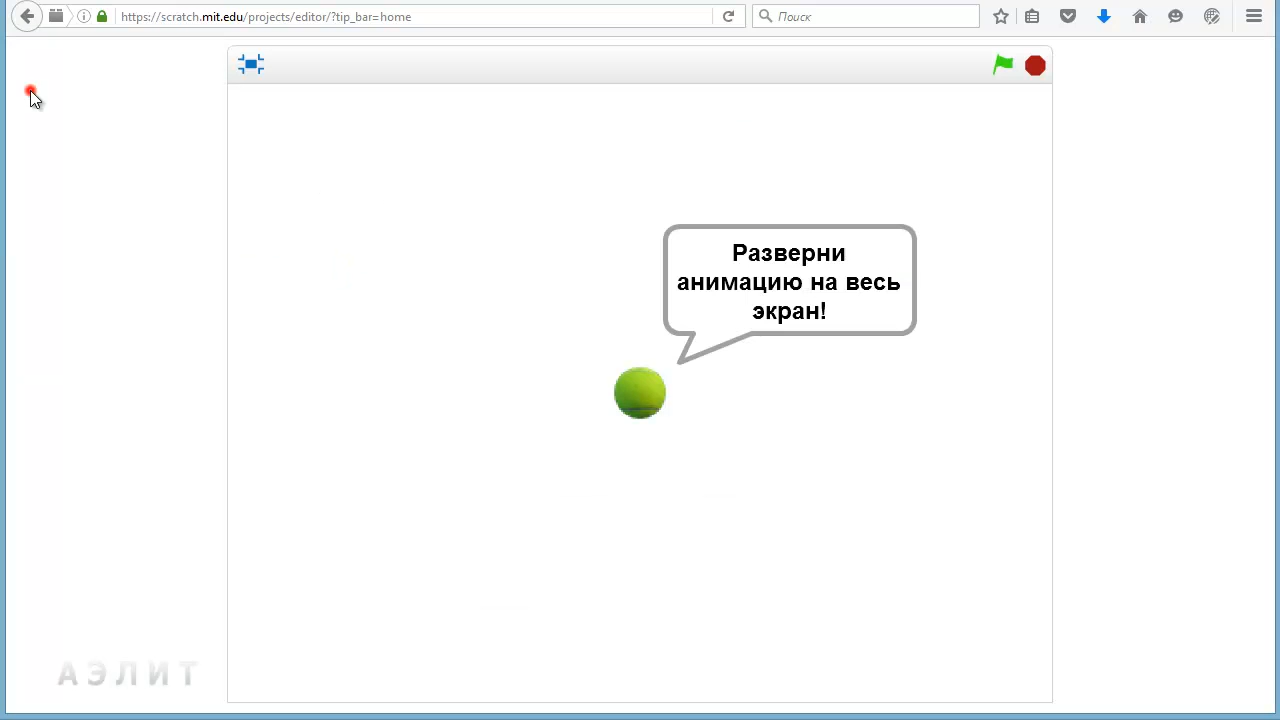 https://scratch.mit.edu/projects/editor/?tip_bar=home
Поиск
Разверни
анимацию на весь
экран!
АЭЛИТ